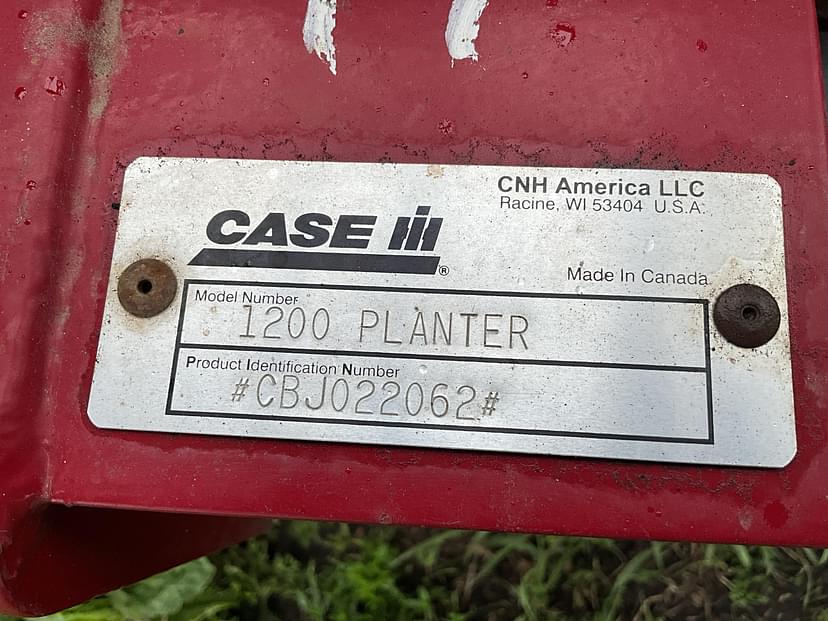 CNH America LLC
Racine, WI 53404 U.S.A.
CASE IH®
Made In Canada
Model Number
1200 PLANTER
Product Identification Number
#CBJ022062#